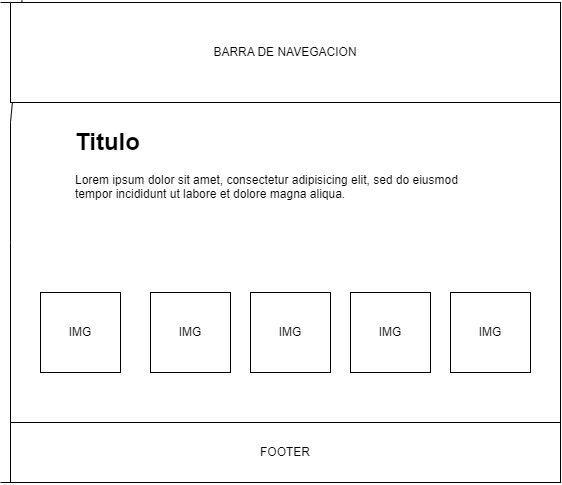 BARRA DE NAVEGACION
Titulo
Lorem ipsum dolor sit amet, consectetur adipisicing elit, sed do eiusmod
tempor incididunt ut labore et dolore magna aliqua.
IMG IMG IMG IMG IMG
FOOTER